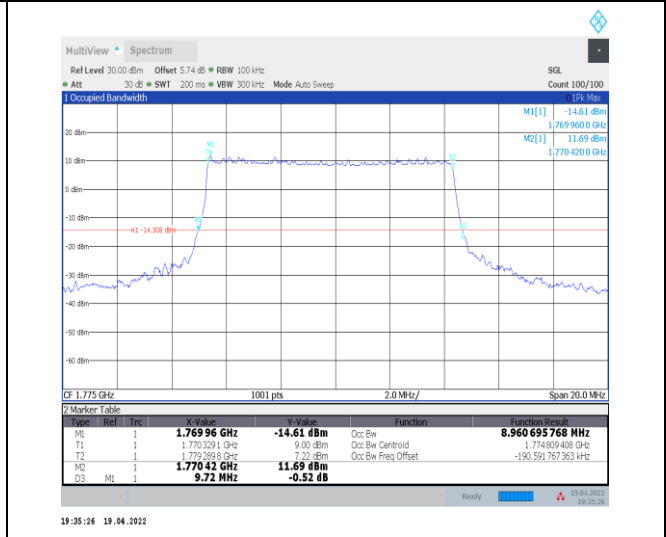 MultiView Spectrum
Ref Level 30.00 dBm Offset 5.74 dB RBW 100 kHz SGL
Att 30 dB SWT 200 ms VBW 300 kHz Mode Auto Sweep Count 100/100
1 Occupied Bandwidth 1Pk Max
M1[1] -14.61 dBm
1.769 960 0 GHz
M2[1] 11.69 dBm
1.770 420 0 GHz
20 dBm
M2
T2
10 dBm
0 dBm
-10 dBm
H1 -14.308 dBm
-20 dBm
-30 dBm
-40 dBm
-50 dBm
-60 dBm
CF 1.775 GHz 1001 pts 2.0 MHz/ Span 20.0 MHz
2 Marker Table
Type Ref Trc X-Value Y-Value Function Function Result
M1 1 1.769 96 GHz -14.61 dBm Occ Bw 8.960 695 768 MHz
T1 1 1.770 329 1 GHz 9.00 dBm Occ Bw Centroid 1.774 809 408 GHz
T2 1 1.779 289 8 GHz 7.22 dBm Occ Bw Freq Offset -190.591 767 363 kHz
M2 1 1.770 42 GHz 11.69 dBm
D3 M1 1 9.72 MHz -0.52 dB
Ready 19.04.2022
19:35:26
19:35:26 19.04.2022